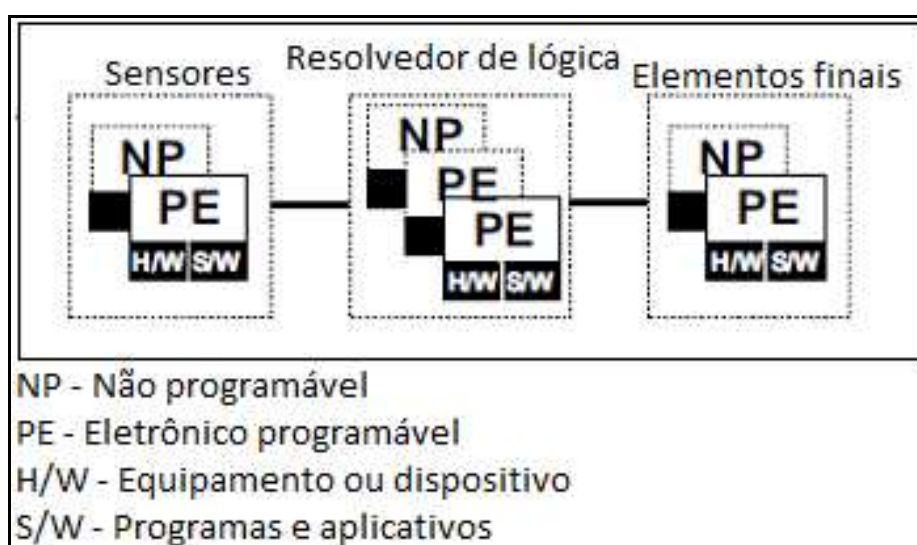 Sensores
Resolvedor de lógica
Elementos finais
NP
PE
H/W S/W
NP
PE
PE
H/W S/W
NP
PE
H/W S/W
NP - Não programável
PE - Eletrônico programável
H/W - Equipamento ou dispositivo
S/W - Programas e aplicativos